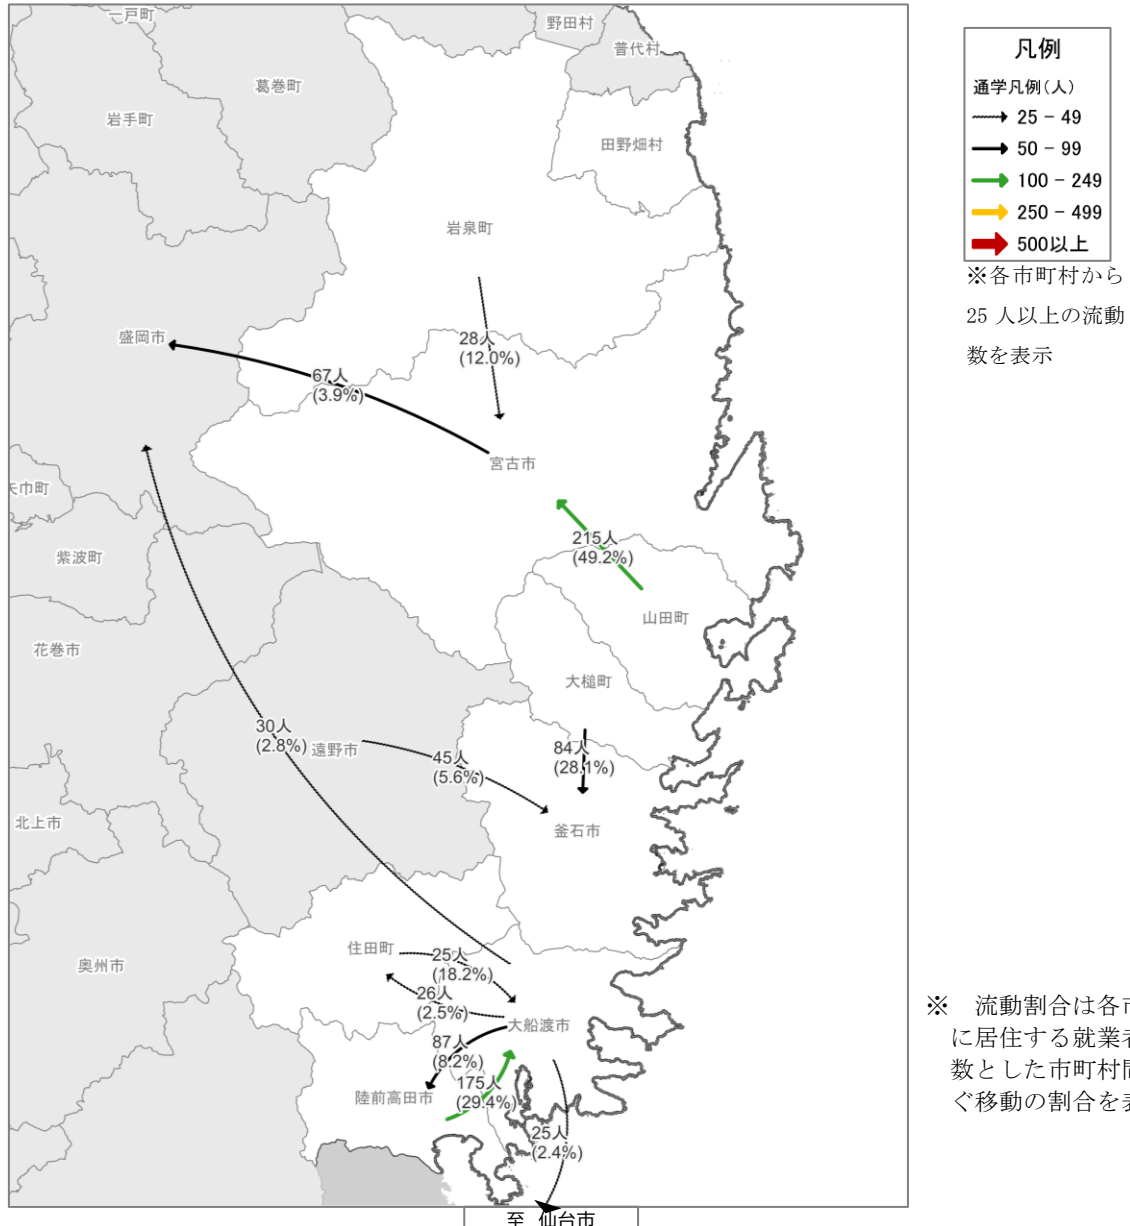 一戸町
野田村
普代村
葛巻町
岩手町
田野畑村
岩泉町
盛岡市
28人
(12.0%)
67人
(3.9%)
宮古市
矢巾町
215人
(49.2%)
紫波町
山田町
花巻市
大槌町
30人
(2.8%)
遠野市
45人
(5.6%)
84人
(28.1%)
北上市
釜石市
住田町
25人
(18.2%)
奥州市
26人
(2.5%)
大船渡市
87人
(8.2%)
175人
(29.4%)
陸前高田市
25人
(2.4%)
至 仙台市
凡例
通学凡例(人)
25 - 49
50 - 99
100 - 249
250 - 499
500以上
※各市町村から
25 人以上の流動
数を表示
※ 流動割合は各市
に居住する就業者
数とした市町村間
ぐ移動の割合を表